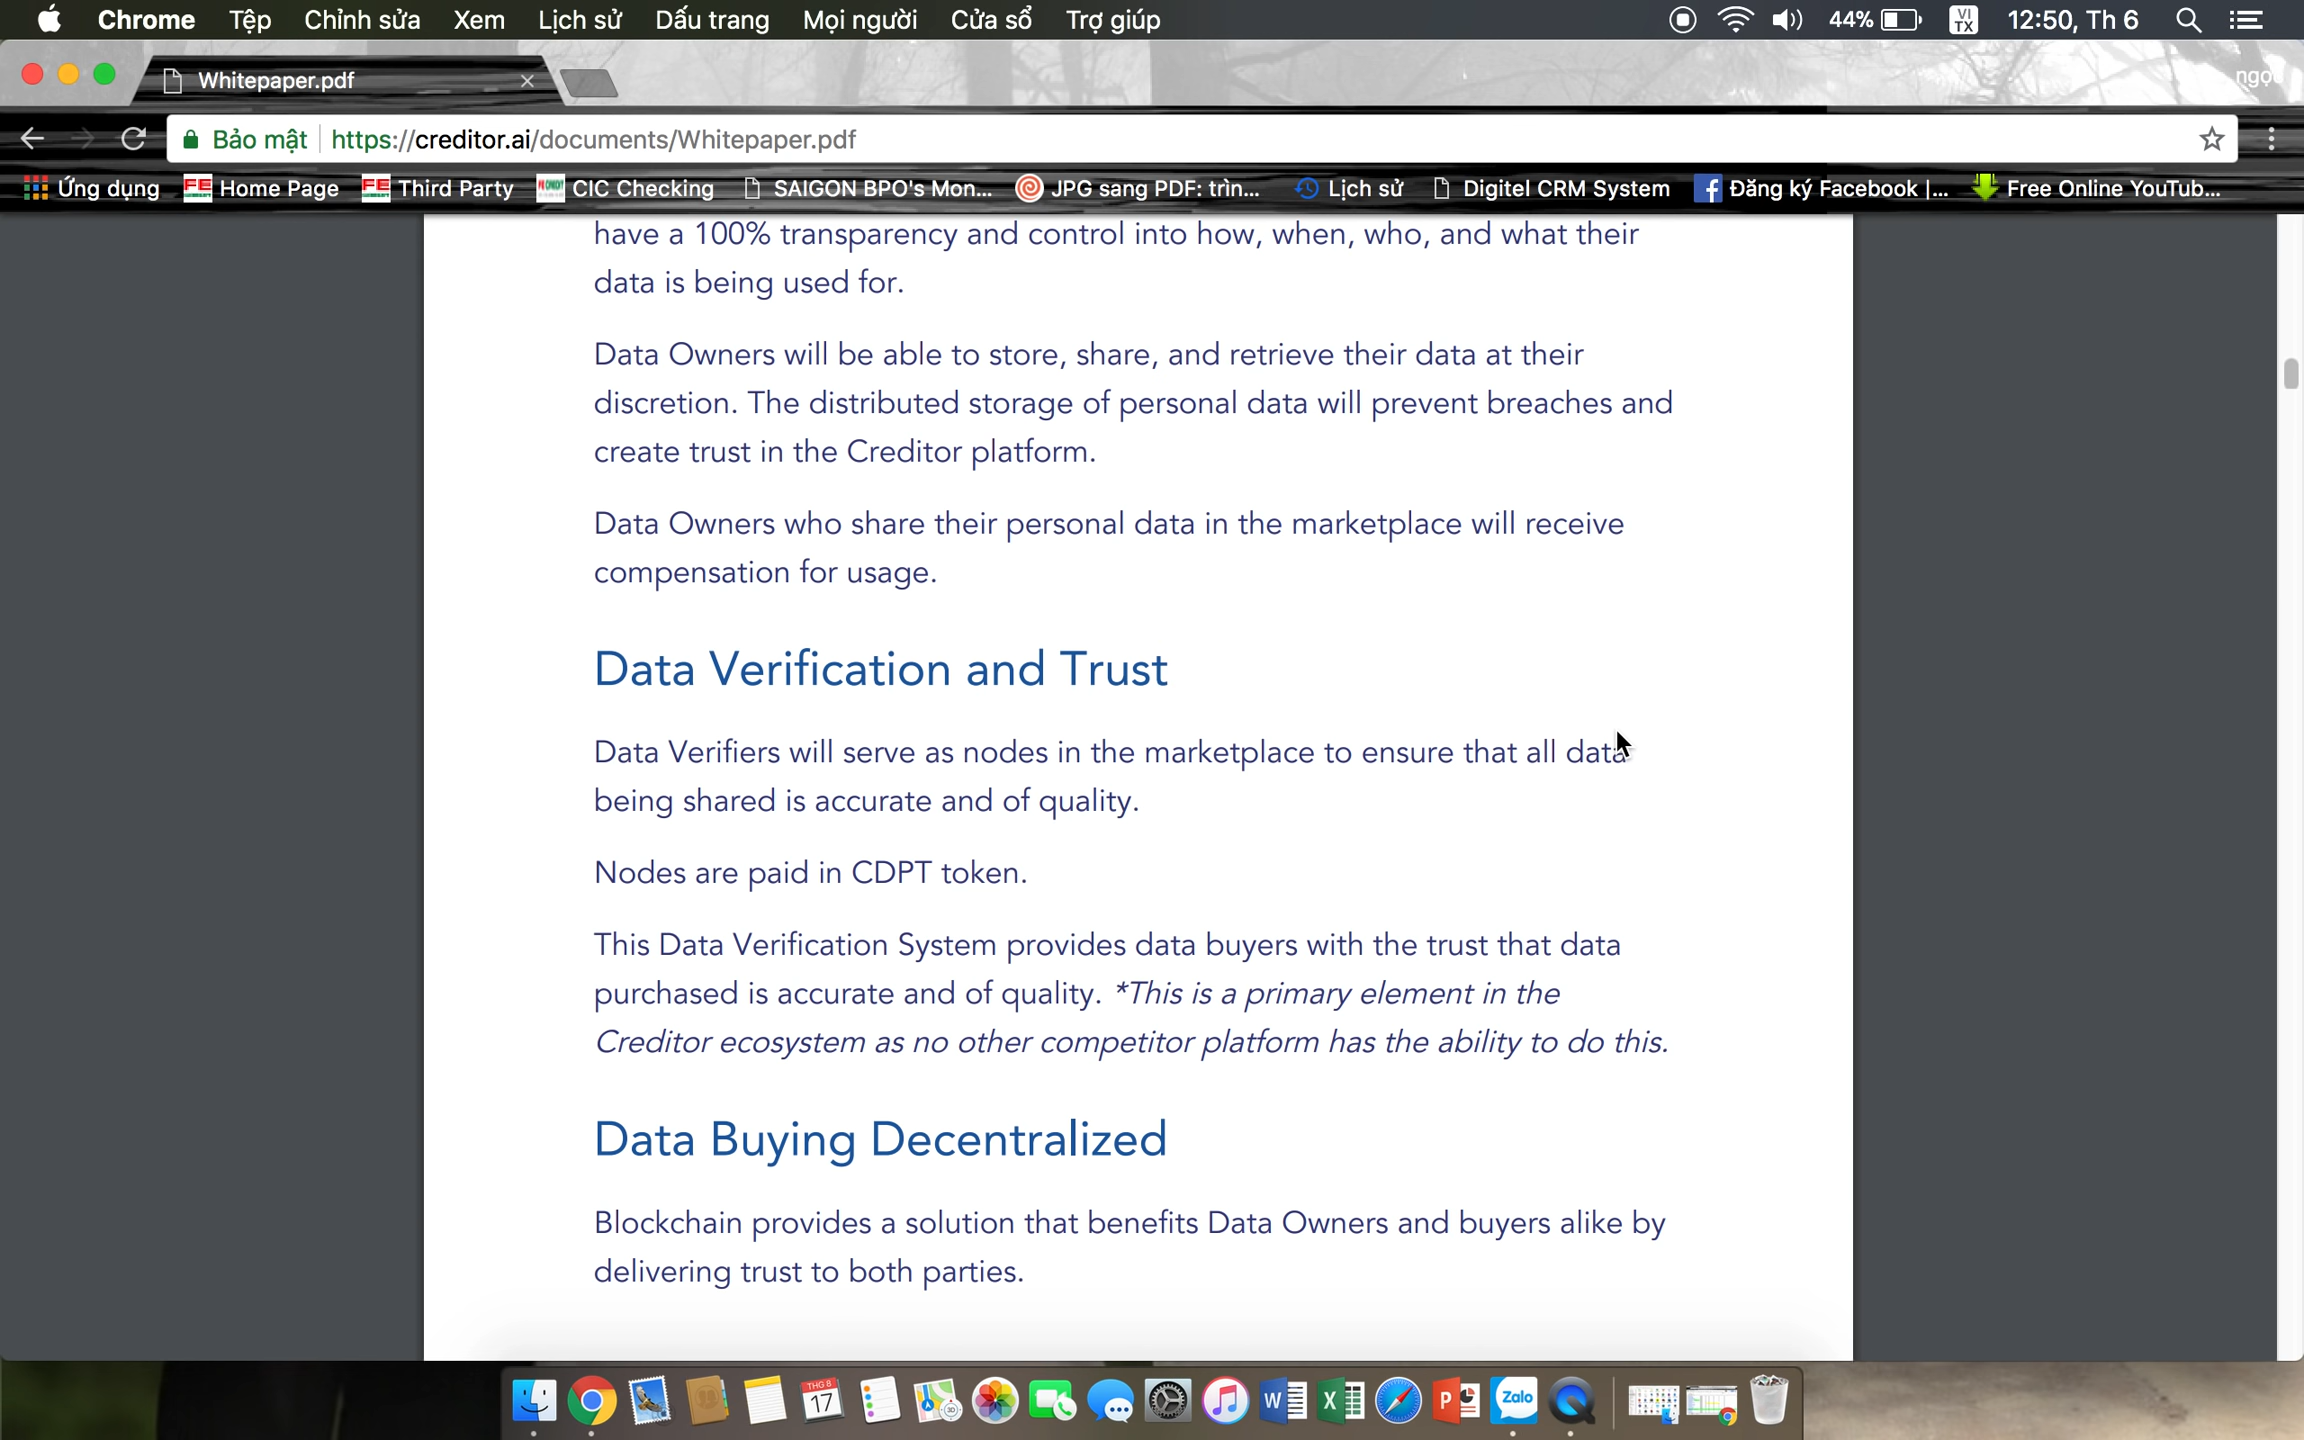 Chrome Tệp Chỉnh sửa Xem Lịch sử Dấu trang Mọi người Cửa sổ Trợ giúp 44% VI TX 12:50, Th 6
Whitepaper.pdf
Bảo mật https://creditor.ai/documents/Whitepaper.pdf
Ứng dụng Home Page Third Party CIC Checking SAIGON BPO's Mon... JPG sang PDF: trìn... Lịch sử Digitel CRM System Đăng ký Facebook |... Free Online YouTub...
have a 100% transparency and control into how, when, who, and what their
data is being used for.
Data Owners will be able to store, share, and retrieve their data at their
discretion. The distributed storage of personal data will prevent breaches and
create trust in the Creditor platform.
Data Owners who share their personal data in the marketplace will receive
compensation for usage.
Data Verification and Trust
Data Verifiers will serve as nodes in the marketplace to ensure that all data
being shared is accurate and of quality.
Nodes are paid in CDPT token.
This Data Verification System provides data buyers with the trust that data
purchased is accurate and of quality. *This is a primary element in the
Creditor ecosystem as no other competitor platform has the ability to do this.
Data Buying Decentralized
Blockchain provides a solution that benefits Data Owners and buyers alike by
delivering trust to both parties.
THG 8
17
Zalo